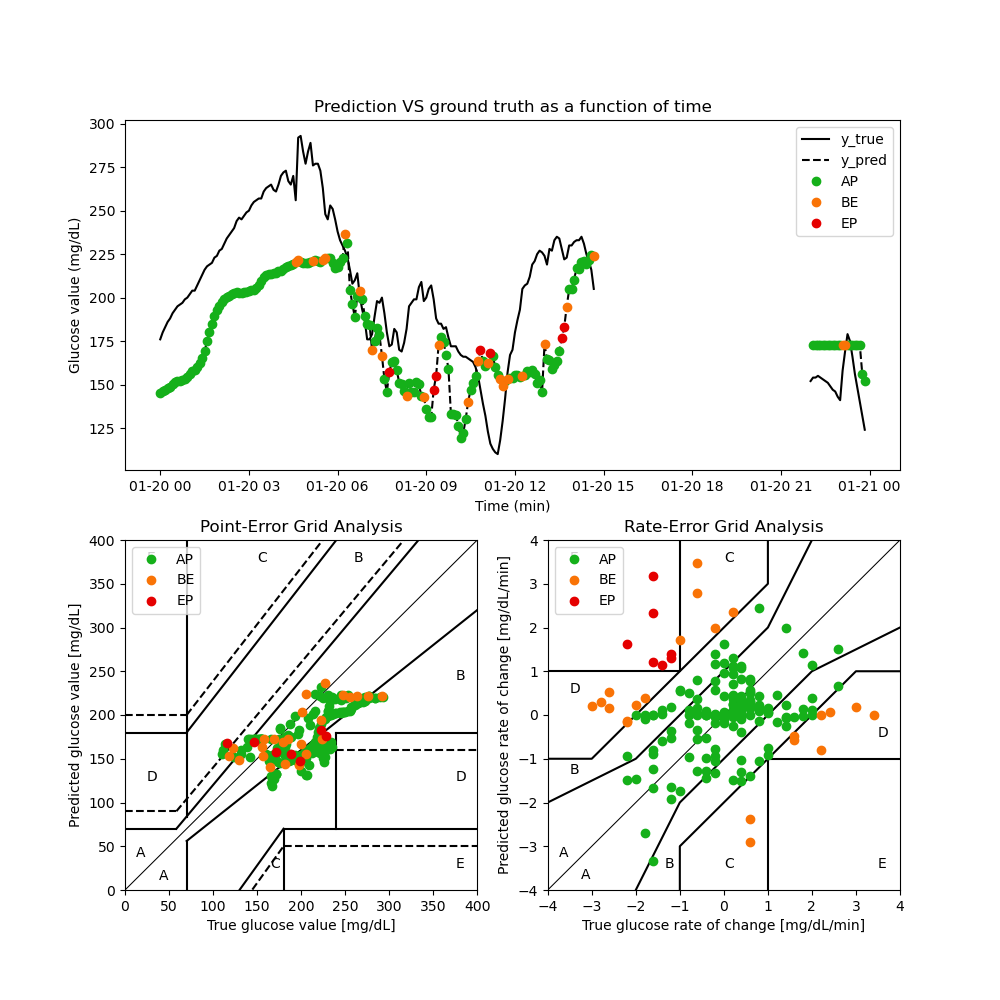 Prediction VS ground truth as a function of time
Glucose value (mg/dL)
300
275
250
225
200
175
150
125
y_true
y_pred
AP
BE
EP
01-20 00 01-20 03 01-20 06 01-20 09 01-20 12 01-20 15 01-20 18 01-20 21 01-21 00
Time (min)
Point-Error Grid Analysis
Predicted glucose value [mg/dL]
400
350
300
250
200
150
100
50
0
AP
BE
EP
C
B
B
D
D
A
A
C
E
0 50 100 150 200 250 300 350 400
True glucose value [mg/dL]
Rate-Error Grid Analysis
Predicted glucose rate of change [mg/dL/min]
4
3
2
1
0
−1
−2
−3
−4
AP
BE
EP
C
D
D
B
A
A
B
C
E
−4 −3 −2 −1 0 1 2 3 4
True glucose rate of change [mg/dL/min]